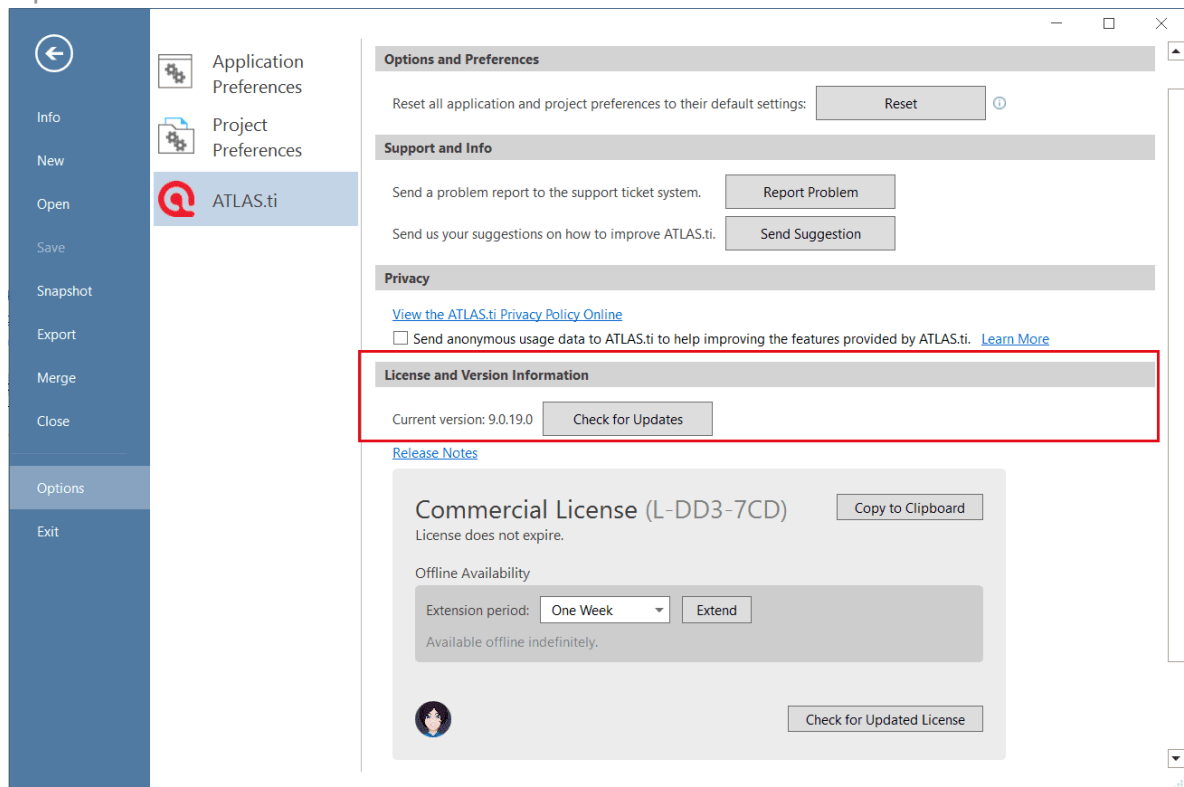 Info
New
Open
Save
Snapshot
Export
Merge
Close
Options
Exit
Application
Preferences
Project
Preferences
ATLAS.ti
Options and Preferences
Reset all application and project preferences to their default settings:
Reset
Support and Info
Send a problem report to the support ticket system.
Report Problem
Send us your suggestions on how to improve ATLAS.ti.
Send Suggestion
Privacy
View the ATLAS.ti Privacy Policy Online
Send anonymous usage data to ATLAS.ti to help improving the features provided by ATLAS.ti. Learn More
License and Version Information
Current version: 9.0.19.0
Check for Updates
Release Notes
Commercial License (L-DD3-7CD)
Copy to Clipboard
License does not expire.
Offline Availability
Extension period:
One Week
Extend
Available offline indefinitely.
Check for Updated License